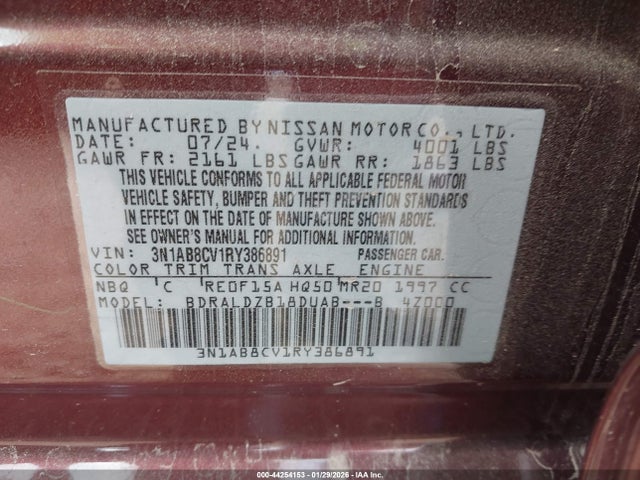 MANUFACTURED BY NISSAN MOTOR CO., LTD.
DATE: 07/24. GVWR: 4001 LBS
GAWR FR: 2161 LBS GAWR RR: 1863 LBS
THIS VEHICLE CONFORMS TO ALL APPLICABLE FEDERAL MOTOR
VEHICLE SAFETY, BUMPER AND THEFT PREVENTION STANDARDS
IN EFFECT ON THE DATE OF MANUFACTURE SHOWN ABOVE.
SEE OWNER'S MANUAL FOR ADDITIONAL INFORMATION.
VIN: 3N1AB8CV1RY386891 PASSENGER CAR.
COLOR TRIM TRANS AXLE ENGINE
NBQ C RE0F15A HQ50 MR20 1997 CC
MODEL: BDRALDZB18DUAB---B 4Z000
3N1AB8CV1RY386891
000-44254153 - 01/29/2026 - IAA Inc.